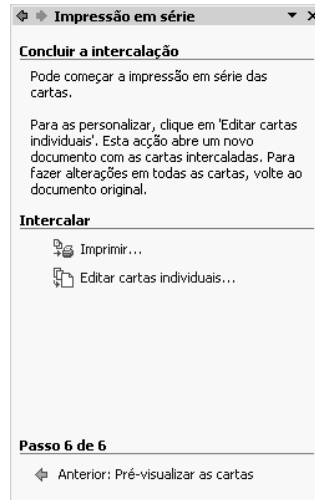 Impressão em série
Concluir a intercalação
Pode começar a impressão em série das
cartas.
Para as personalizar, clique em 'Editar cartas
individuais'. Esta acção abre um novo
documento com as cartas intercaladas. Para
fazer alterações em todas as cartas, volte ao
documento original.
Intercalar
Imprimir...
Editar cartas individuais...
Passo 6 de 6
Anterior: Pré-visualizar as cartas